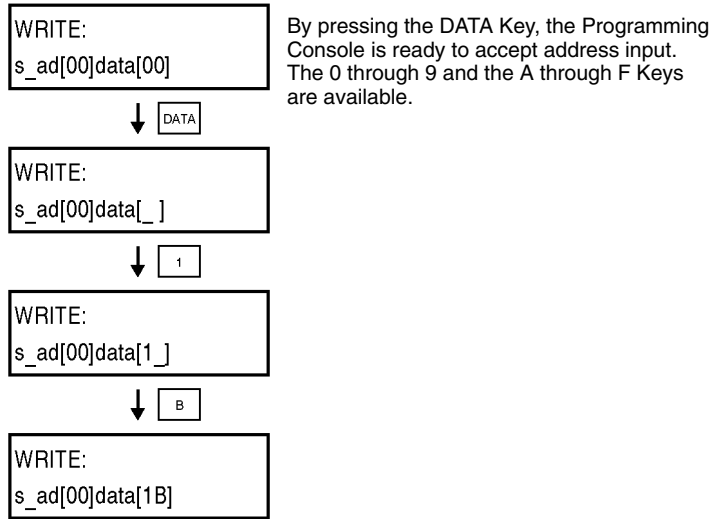 WRITE:
s_ad[00]data[00]
By pressing the DATA Key, the Programming
Console is ready to accept address input.
The 0 through 9 and the A through F Keys
are available.
DATA
WRITE:
s_ad[00]data[_ ]
1
WRITE:
s_ad[00]data[1_]
B
WRITE:
s_ad[00]data[1B]